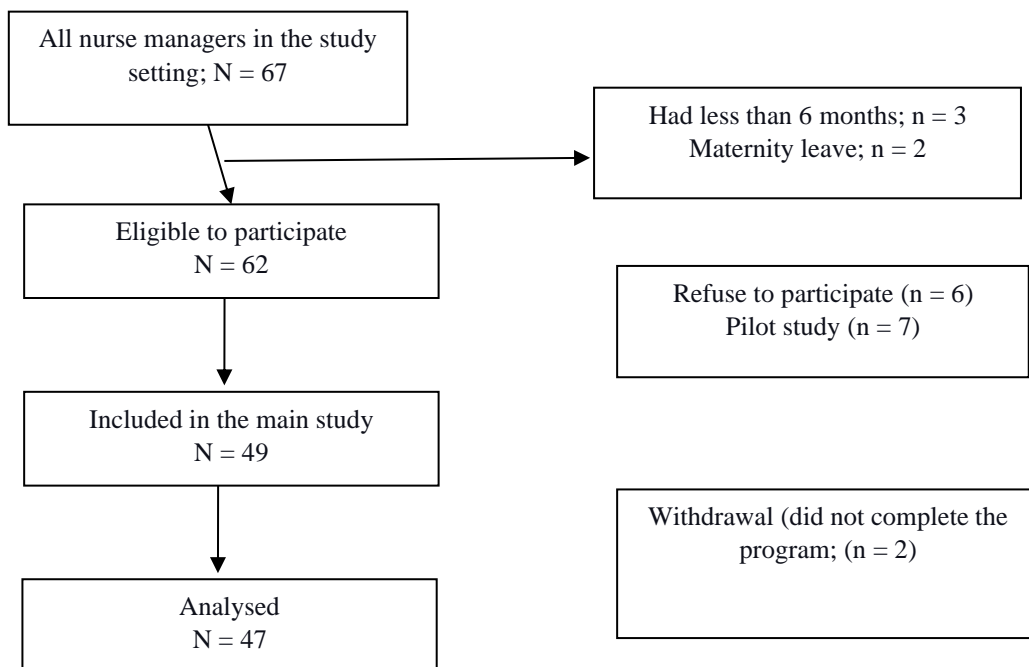 All nurse managers in the study
setting; N = 67
Had less than 6 months; n = 3
Maternity leave; n = 2
Eligible to participate
N = 62
Refuse to participate (n = 6)
Pilot study (n = 7)
Included in the main study
N = 49
Withdrawal (did not complete the
program; (n = 2)
Analysed
N = 47